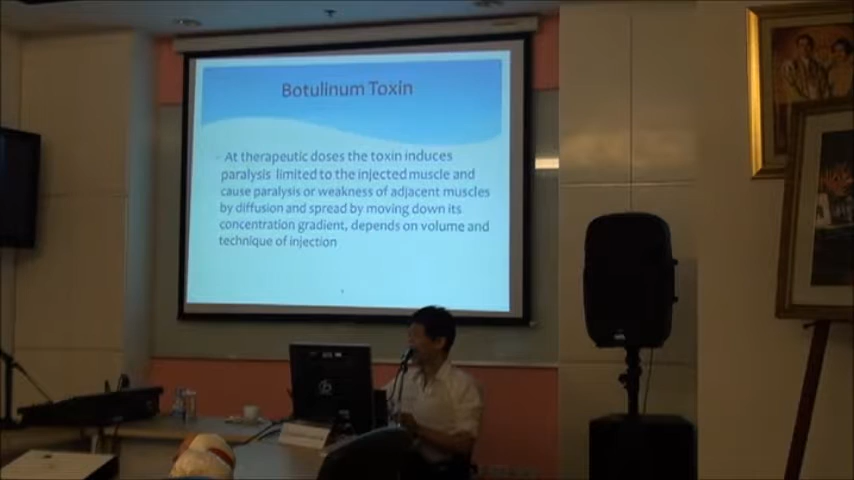 Botulinum Toxin
At therapeutic doses the toxin induces
paralysis limited to the injected muscle and
cause paralysis or weakness of adjacent muscles
by diffusion and spread by moving down its
concentration gradient, depends on volume and
technique of injection